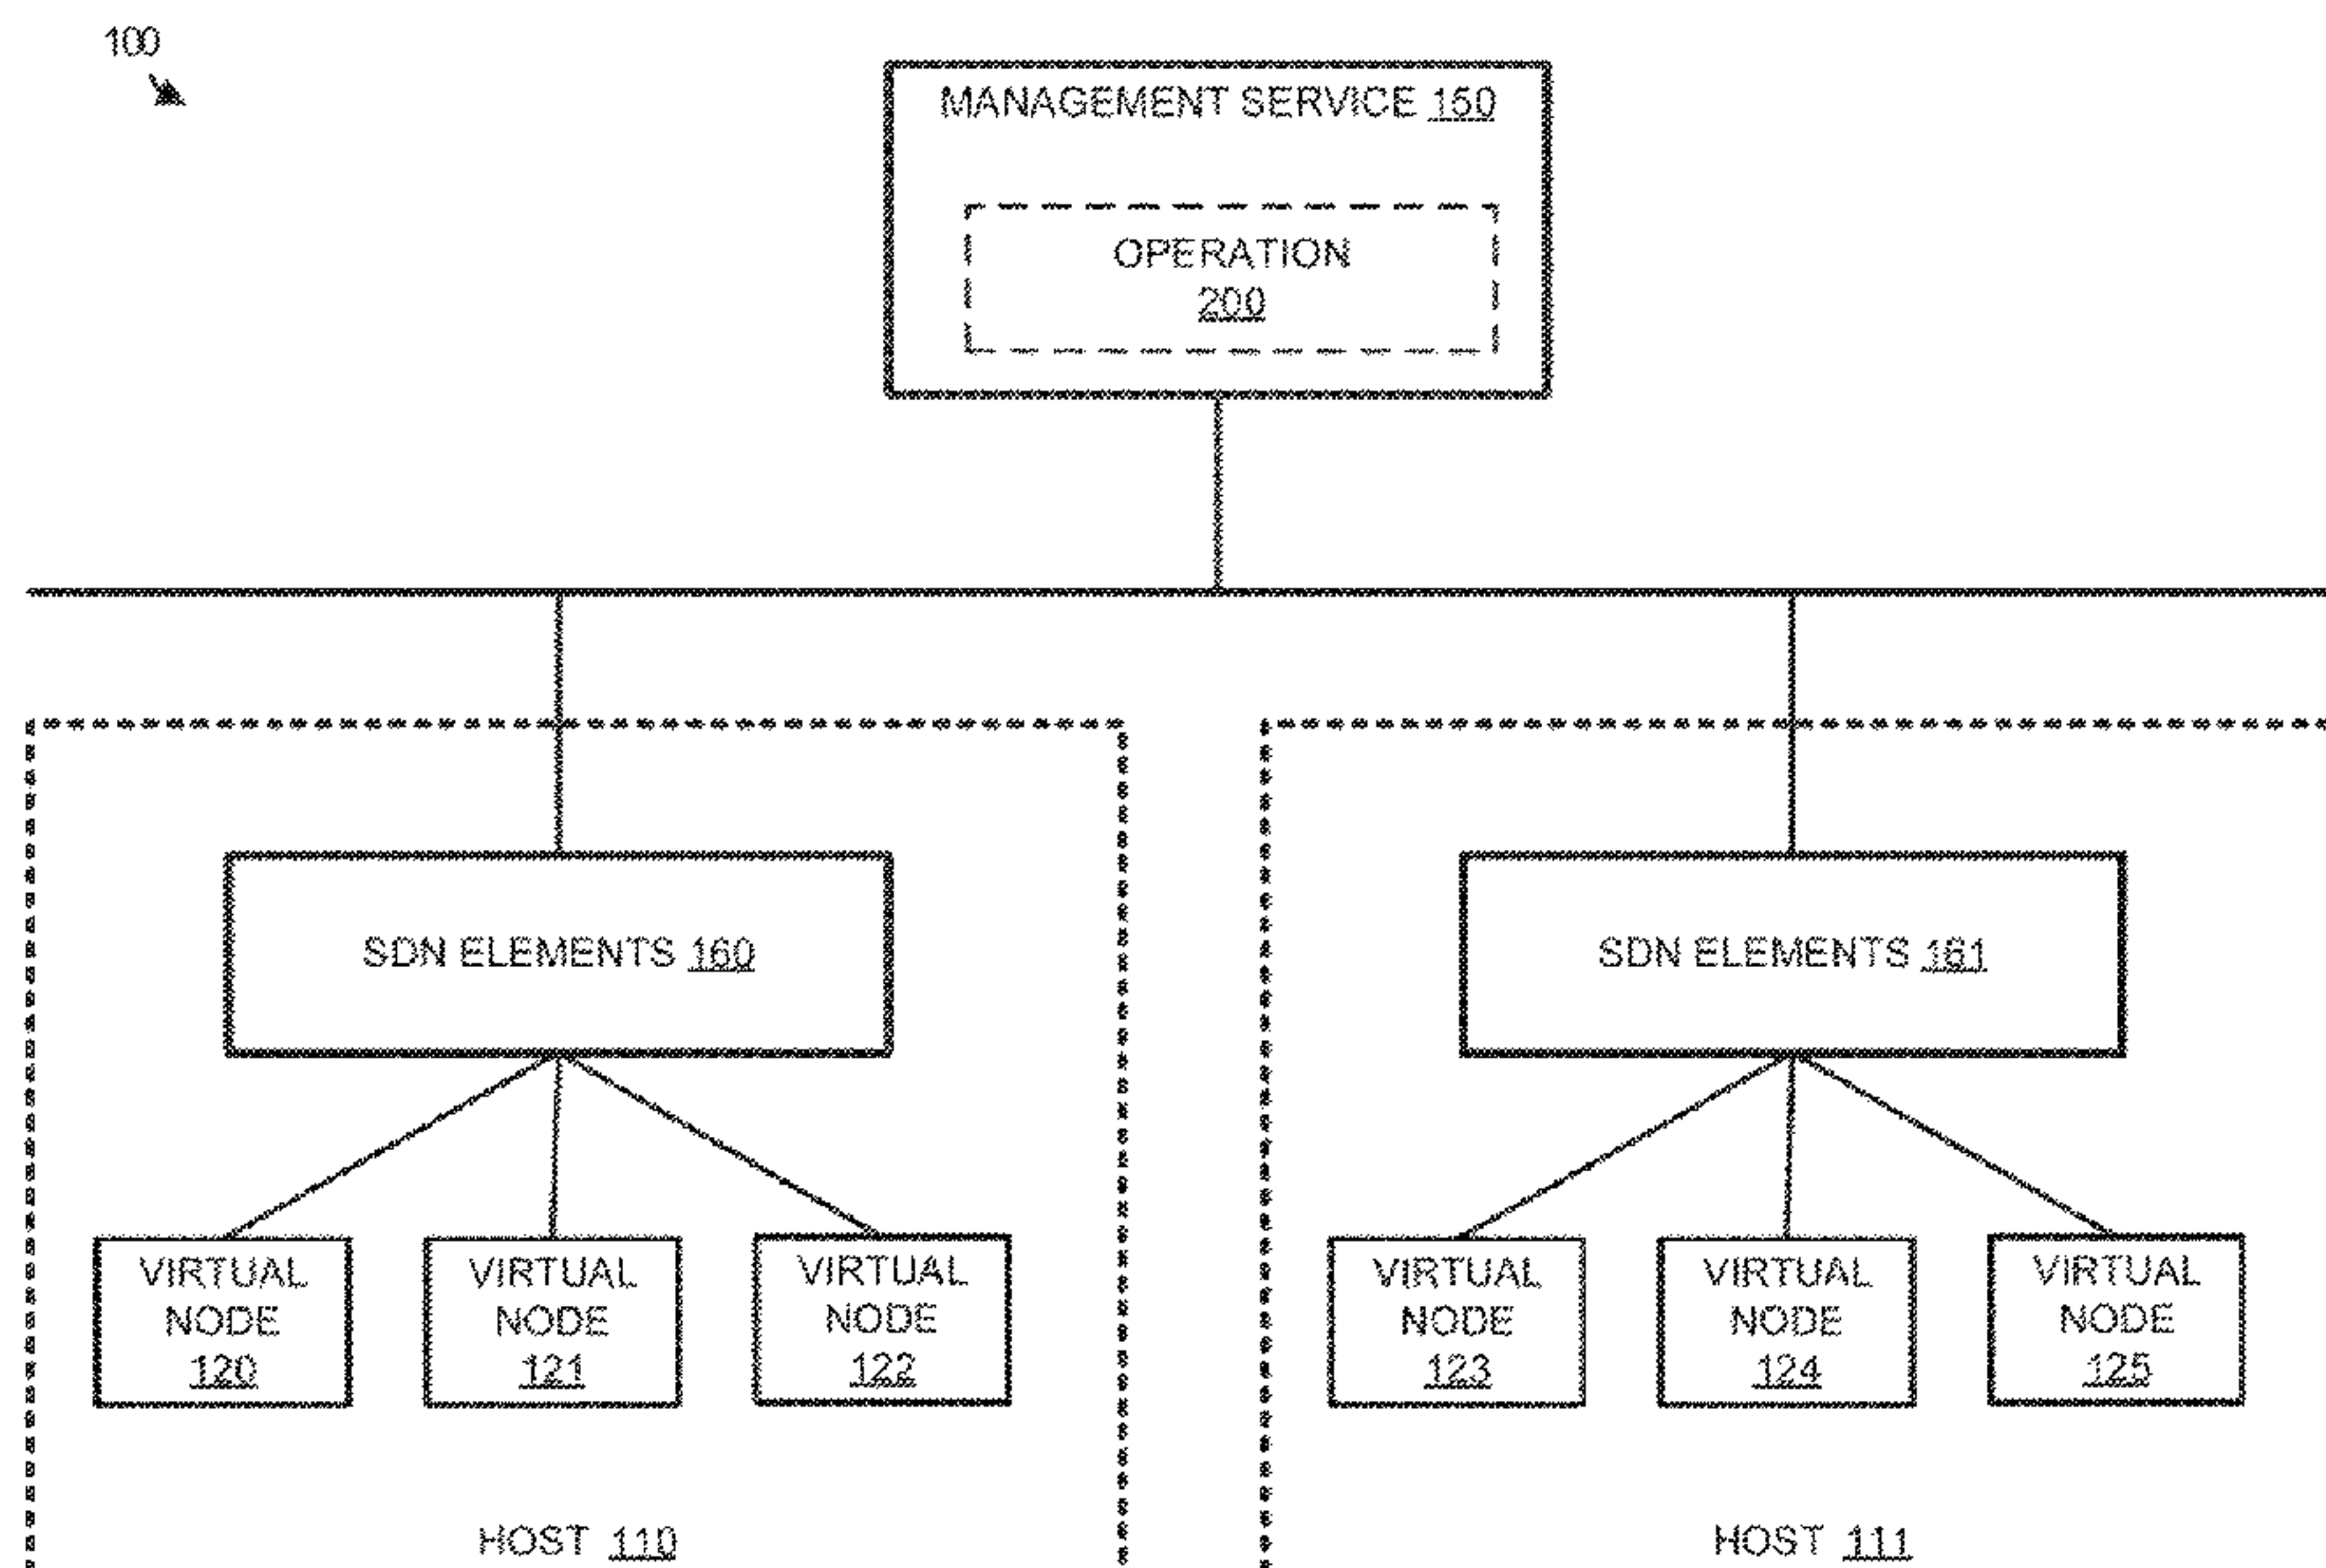 100
MANAGEMENT SERVICE 150
OPERATION
200
SDN ELEMENTS 160
SDN ELEMENTS 161
VIRTUAL
NODE
120
VIRTUAL
NODE
121
VIRTUAL
NODE
122
VIRTUAL
NODE
123
VIRTUAL
NODE
124
VIRTUAL
NODE
125
HOST 110
HOST 111